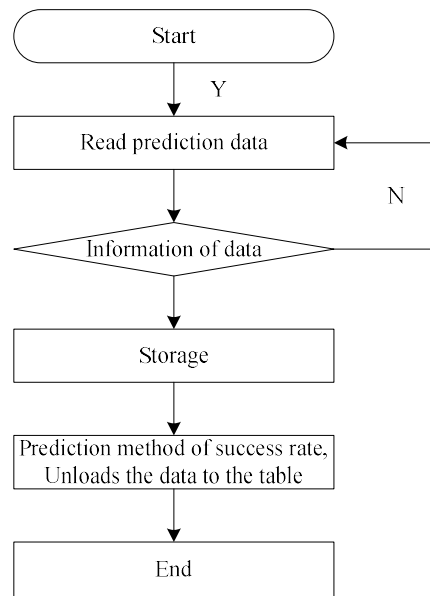 Start
Y
Read prediction data
N
Information of data
Storage
Prediction method of success rate,
Unloads the data to the table
End